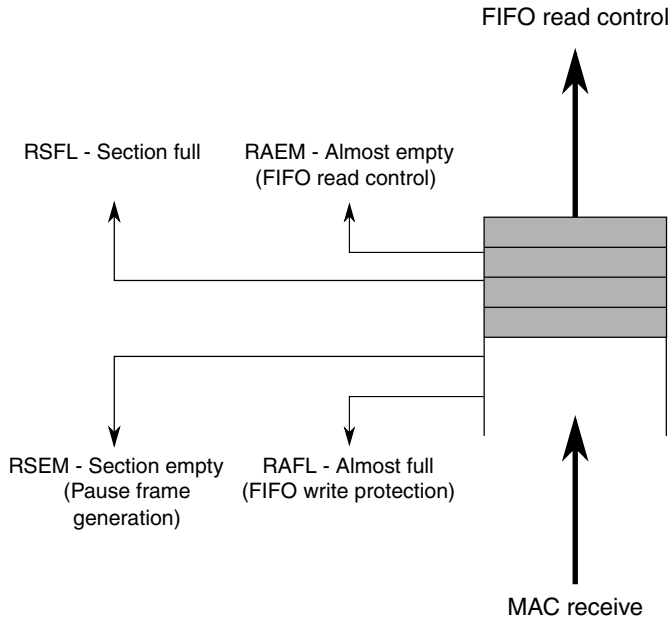 FIFO read control
RSFL - Section full
RAEM - Almost empty
(FIFO read control)
RSEM - Section empty
(Pause frame
generation)
RAFL - Almost full
(FIFO write protection)
MAC receive